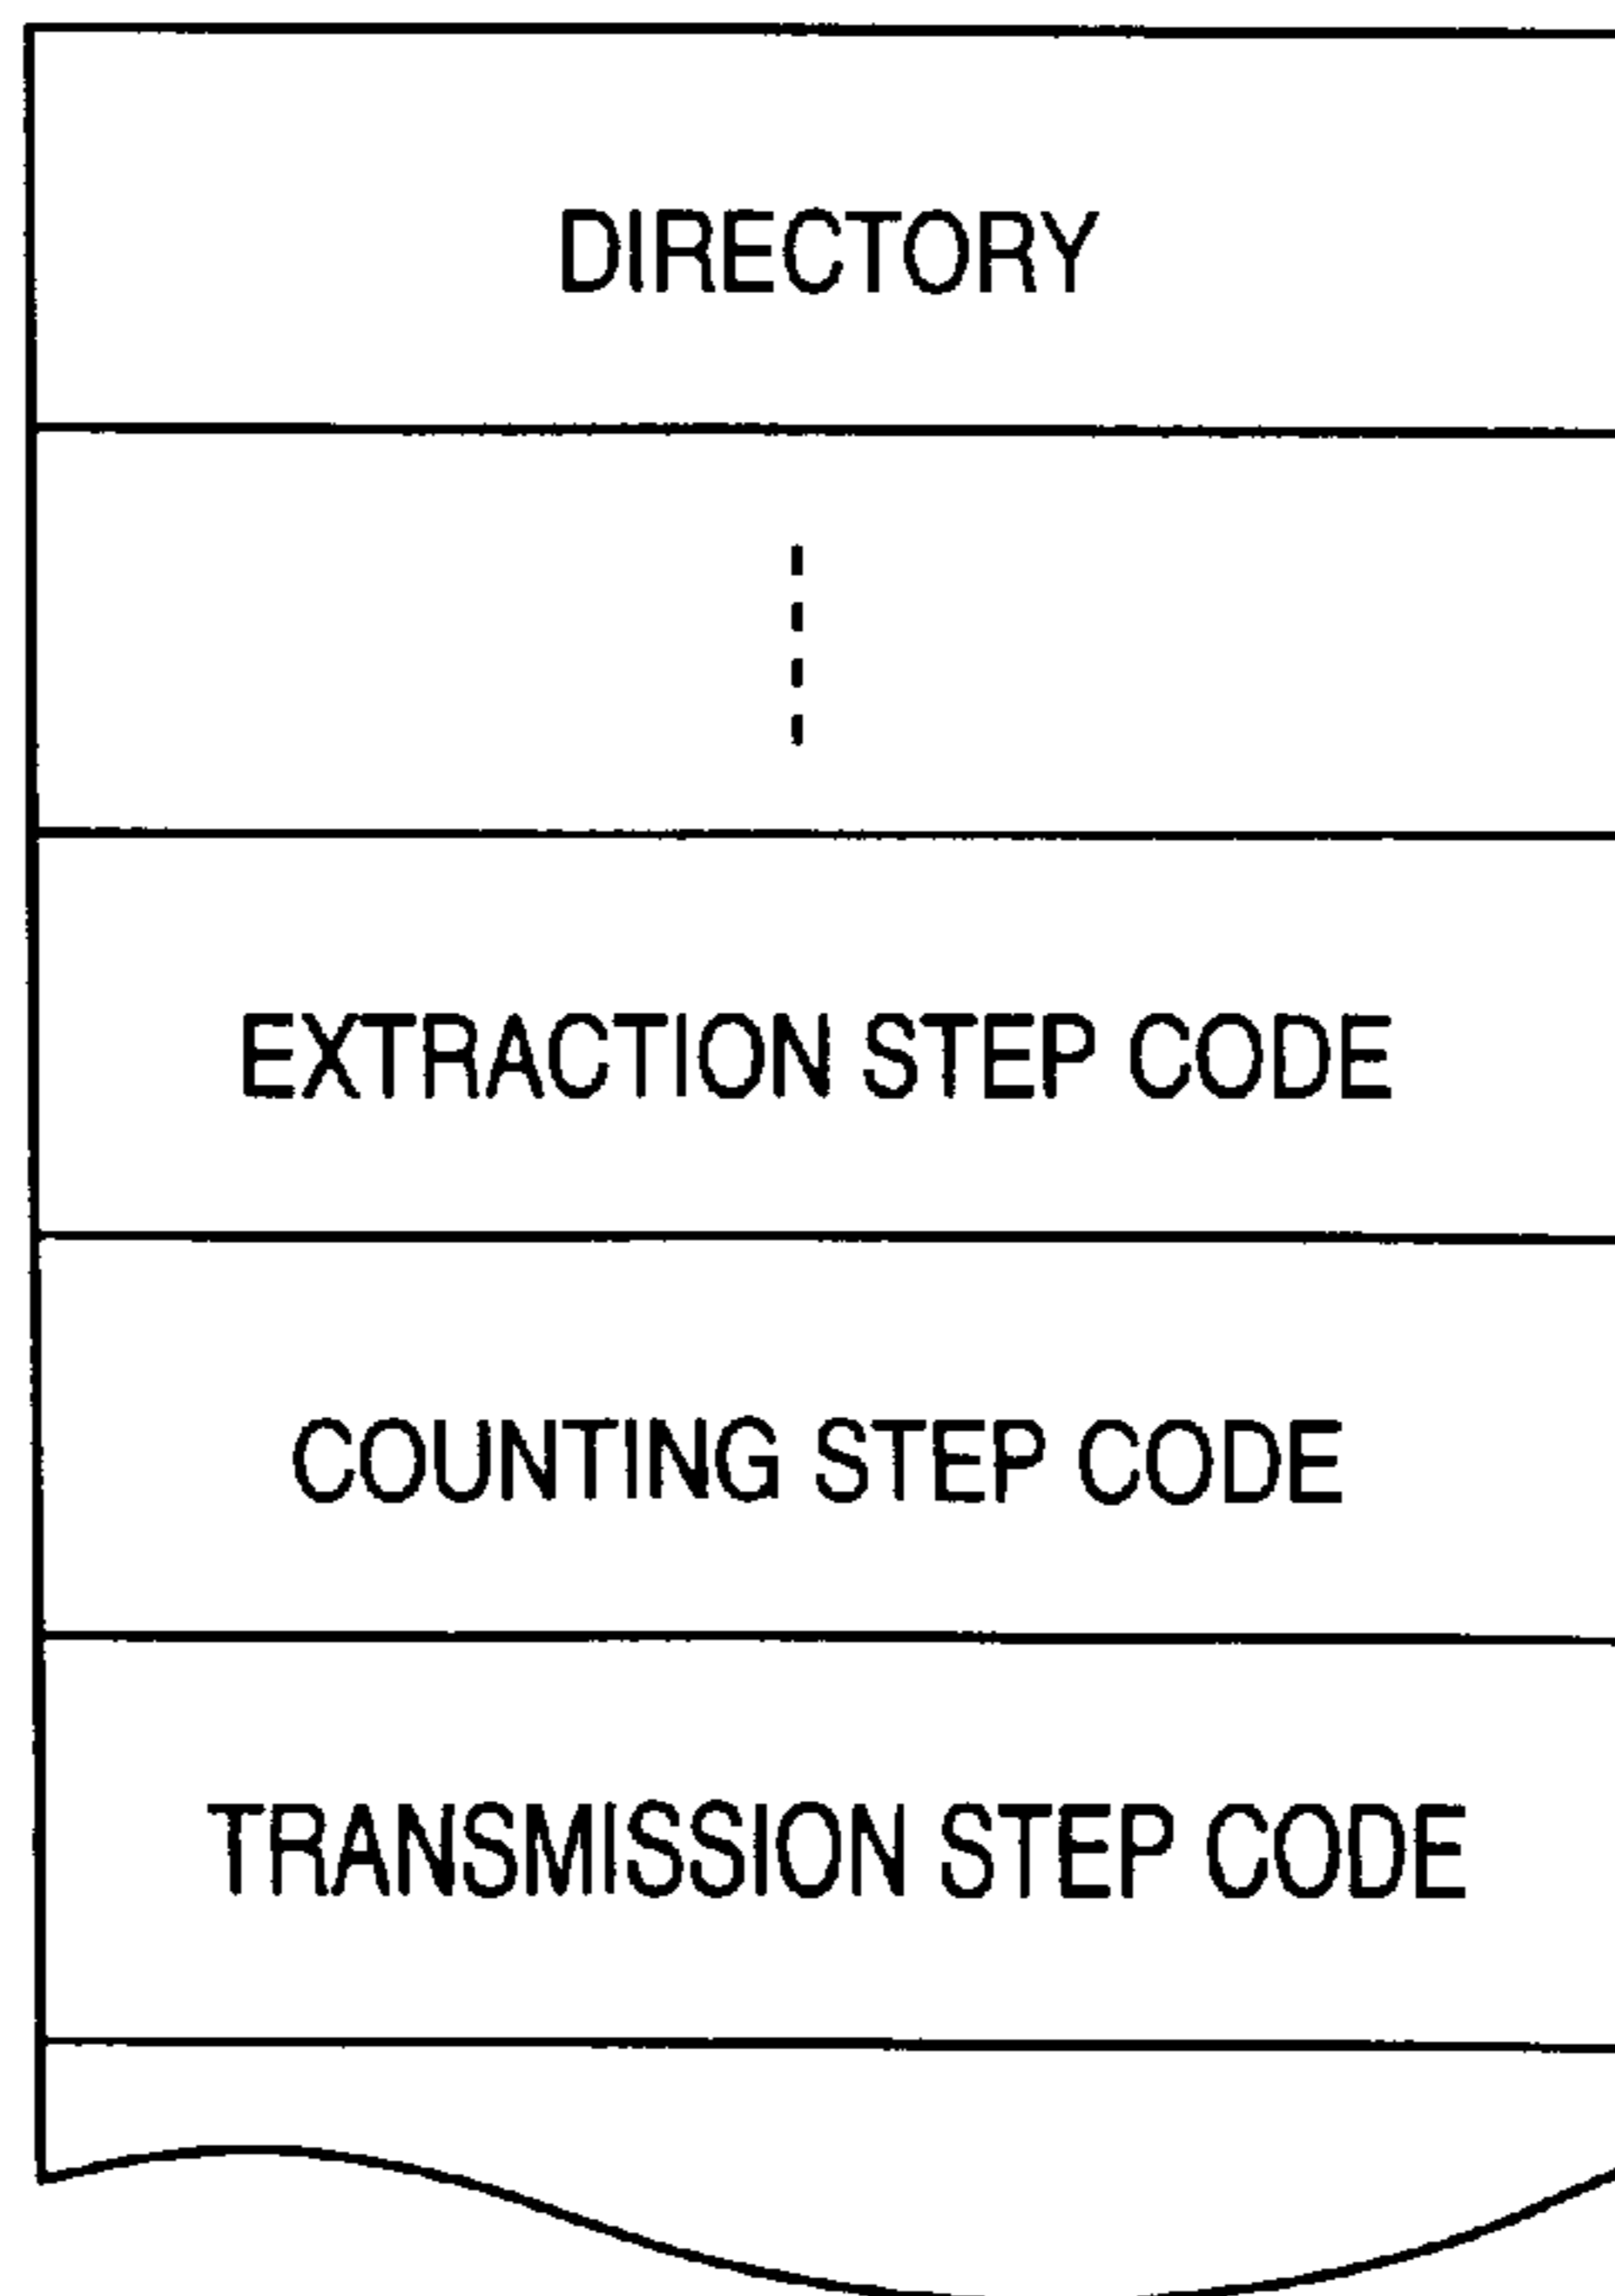 DIRECTORY
EXTRACTION STEP CODE
COUNTING STEP CODE
TRANSMISSION STEP CODE